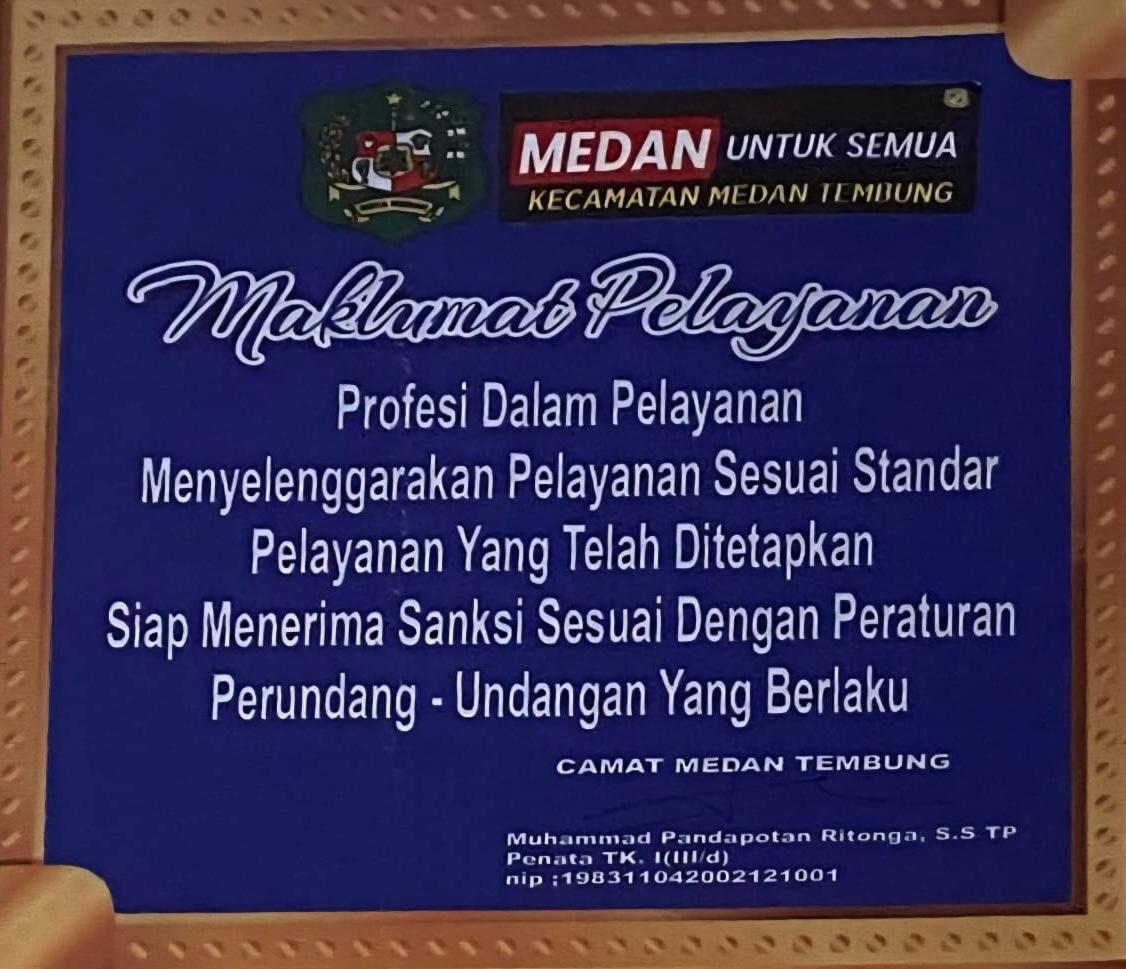 MEDAN UNTUK SEMUA
KECAMATAN MEDAN TEMBUNG
Maklumat Pelayanan
Profesi Dalam Pelayanan
Menyelenggarakan Pelayanan Sesuai Standar
Pelayanan Yang Telah Ditetapkan
Siap Menerima Sanksi Sesuai Dengan Peraturan
Perundang - Undangan Yang Berlaku
CAMAT MEDAN TEMBUNG
Muhammad Pandapotan Ritonga, S.S TP
Penata TK. I(III/d)
nip ;198311042002121001